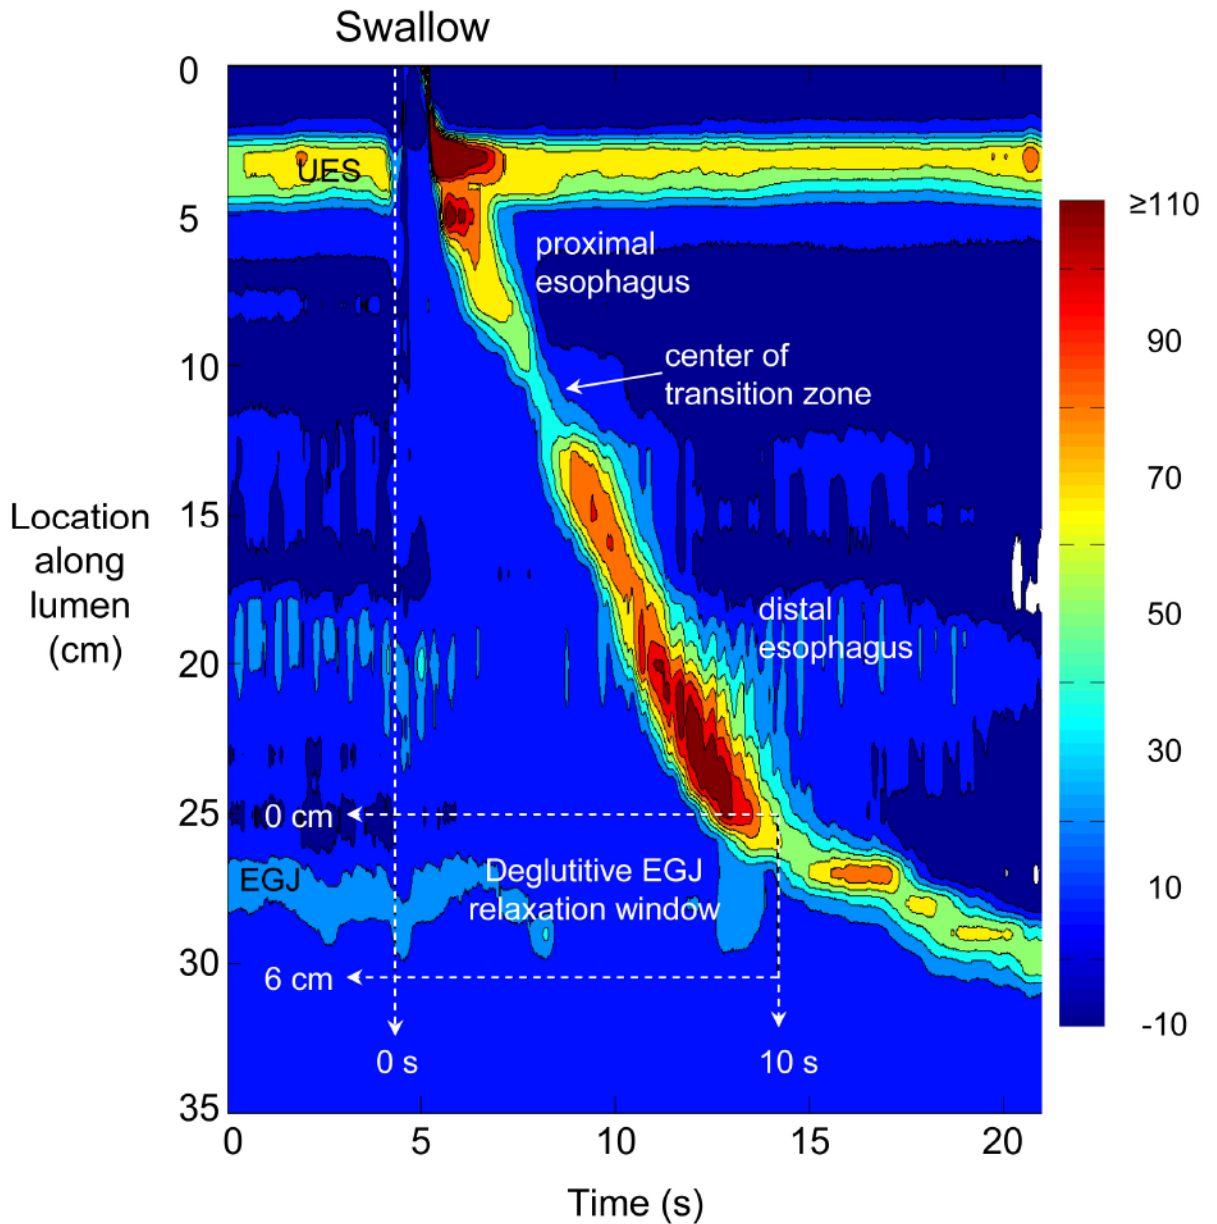 Swallow
0
UES
5
proximal
esophagus
center of
transition zone
10
15
Location
along
lumen
(cm)
distal
esophagus
20
25
0 cm
EGJ
Deglutitive EGJ
relaxation window
30
6 cm
0 s
10 s
35
0
5
10
15
20
Time (s)
≥110
90
70
50
30
10
-10